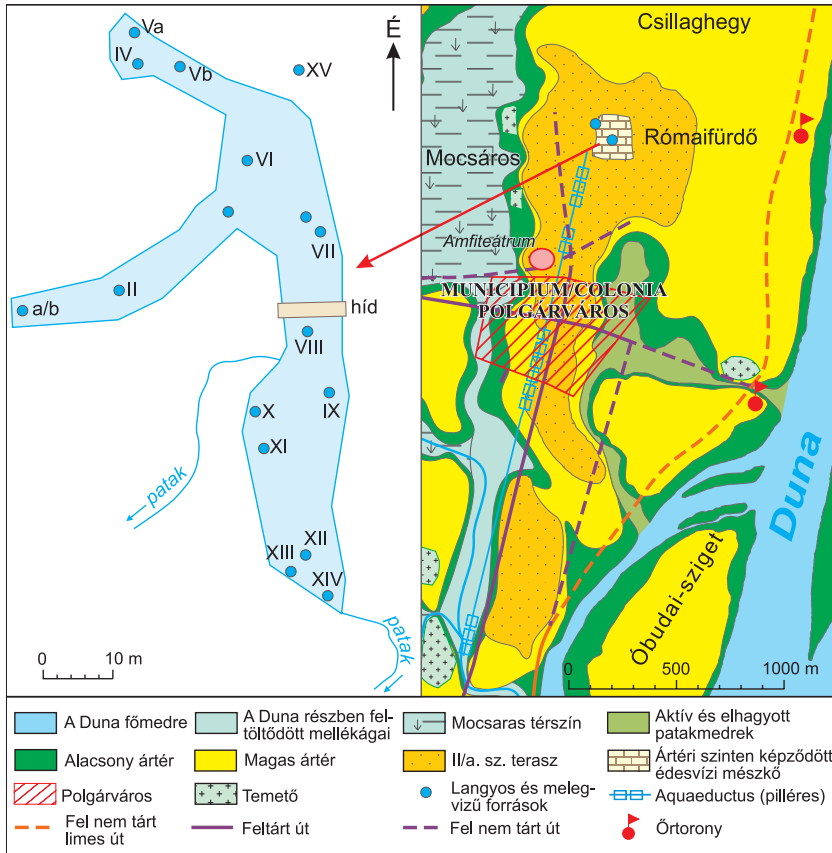 Va
IV
Vb
XV
É
VI
VII
II
a/b
híd
VIII
IX
X
XI
patak
XII
XIII
XIV
patak
0 10 m
Csillaghegy
Rómaifürdő
Mocsáros
Amfiteátrum
MUNICÍPIUM/COLONIA
POLGÁRVÁROS
Duna
Óbudai-sziget
0 500 1000 m
A Duna főmedre
A Duna részben fel-
töltődött mellékágai
Mocsaras térszín
Aktív és elhagyott
patakmedrek
Alacsony ártér
Magas ártér
II/a. sz. terasz
Ártéri szinten képződött
édesvízi mészkő
Polgárváros
Temető
Langyos és meleg-
vizű források
Aquaeductus (pilléres)
Fel nem tárt
limes út
Feltárt út
Fel nem tárt út
Őrtorony